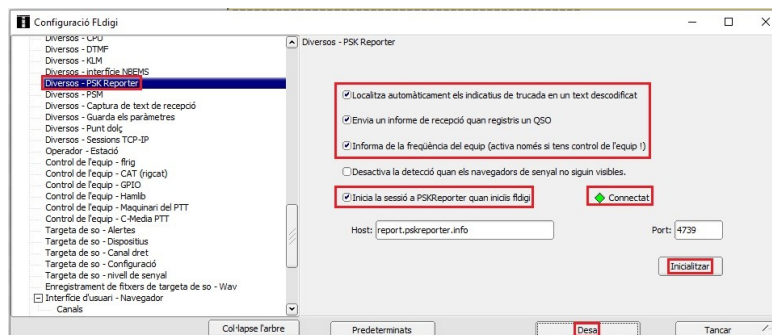 Configuració FLdigi
Diversos - CPU
Diversos - DTMF
Diversos - KLM
Diversos - interfície NBEMS
Diversos - PSK Reporter
Diversos - PSM
Diversos - Captura de text de recepció
Diversos - Guarda els paràmetres
Diversos - Punt dolç
Diversos - Sessions TCP-IP
Operador - Estació
Control de l'equip - flrig
Control de l'equip - CAT (rigcat)
Control de l'equip - GPIO
Control de l'equip - Hamlib
Control de l'equip - Maquinari del PTT
Control de l'equip - C-Media PTT
Targeta de so - Alertes
Targeta de so - Dispositius
Targeta de so - Canal dret
Targeta de so - Configuració
Targeta de so - nivell de senyal
Enregistrament de fitxers de targeta de so - Wav
Interfície d'usuari - Navegador
Canals
Col·lapse l'arbre
Diversos - PSK Reporter
Localitza automàticament els indicatius de trucada en un text descodificat
Envia un informe de recepció quan registris un QSO
Informa de la freqüència del equip (activa només si tens control de l'equip !)
Desactiva la detecció quan els navegadors de senyal no siguin visibles.
Inicia la sessió a PSKReporter quan iniciïs fldigi
Connectat
Host: report.pskreporter.info
Port: 4739
Inicialitzar
Predeterminats
Desa
Tancar